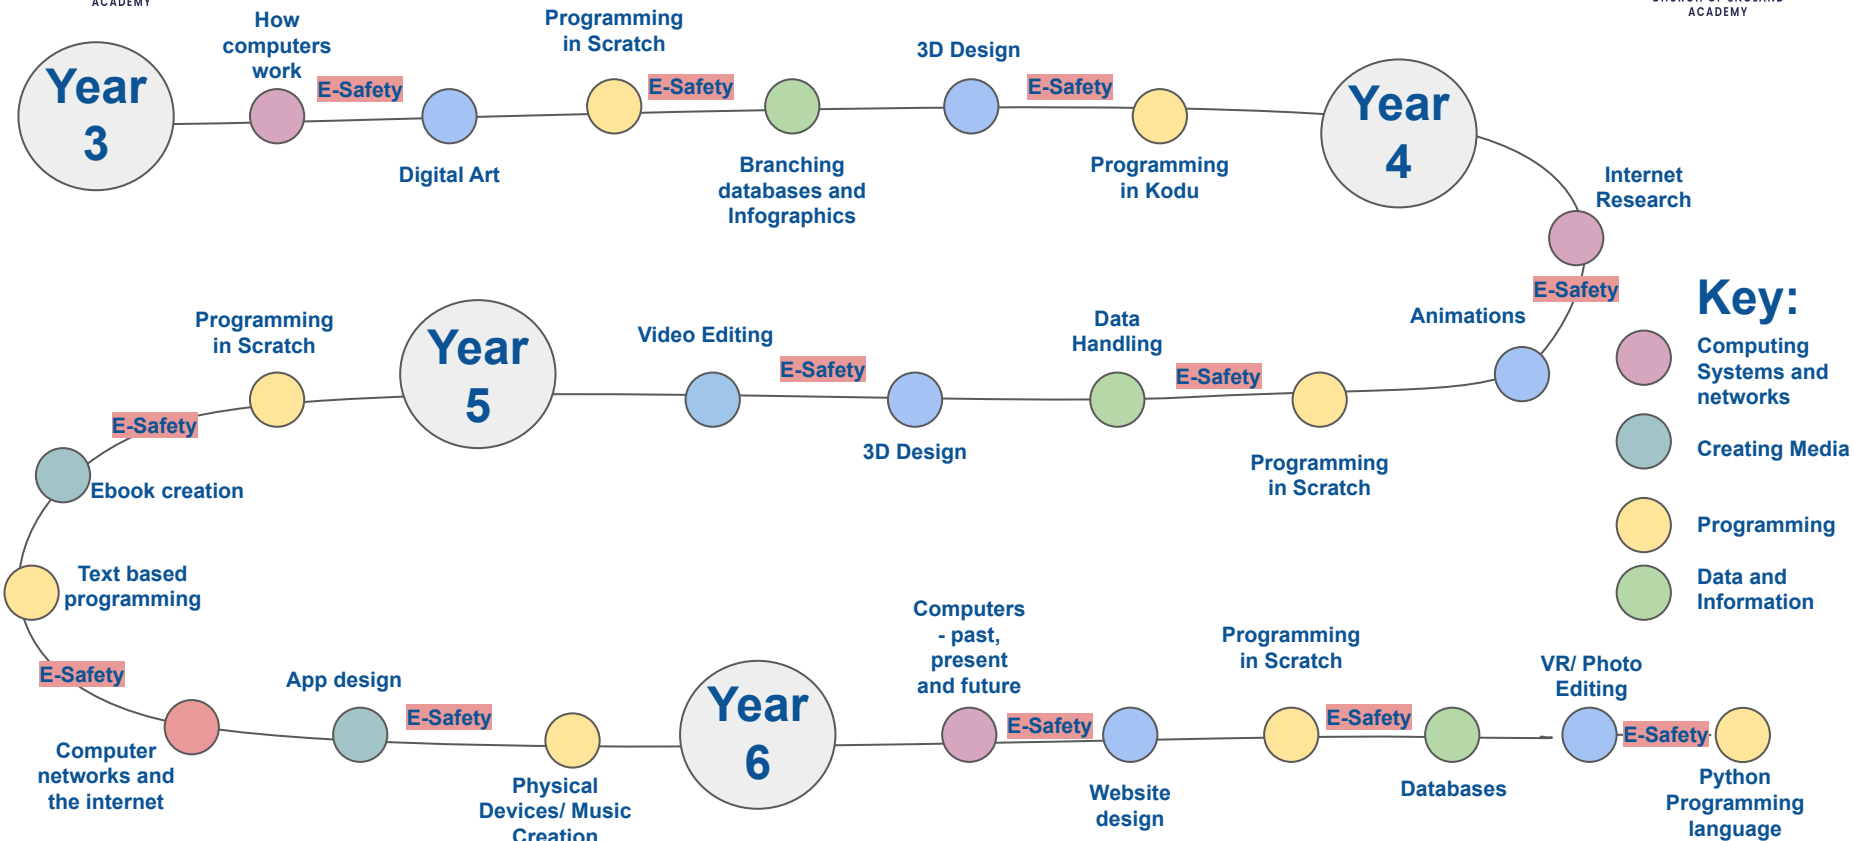 ACADEMY
ACADEMY
Year
3
How
computers
work
E-Safety
Digital Art
Programming
in Scratch
E-Safety
Branching
databases and
Infographics
3D Design
E-Safety
Programming
in Kodu
Year
4
Internet
Research
E-Safety
Animations
Programming
in Scratch
E-Safety
Data
Handling
3D Design
E-Safety
Video Editing
Year
5
Programming
in Scratch
E-Safety
Ebook creation
Text based
programming
E-Safety
Computer
networks and
the internet
App design
E-Safety
Physical
Devices/ Music
Creation
Year
6
Computers
- past,
present
and future
E-Safety
Website
design
Programming
in Scratch
E-Safety
Databases
VR/ Photo
Editing
E-Safety
Python
Programming
language
Key:
Computing
Systems and
networks
Creating Media
Programming
Data and
Information